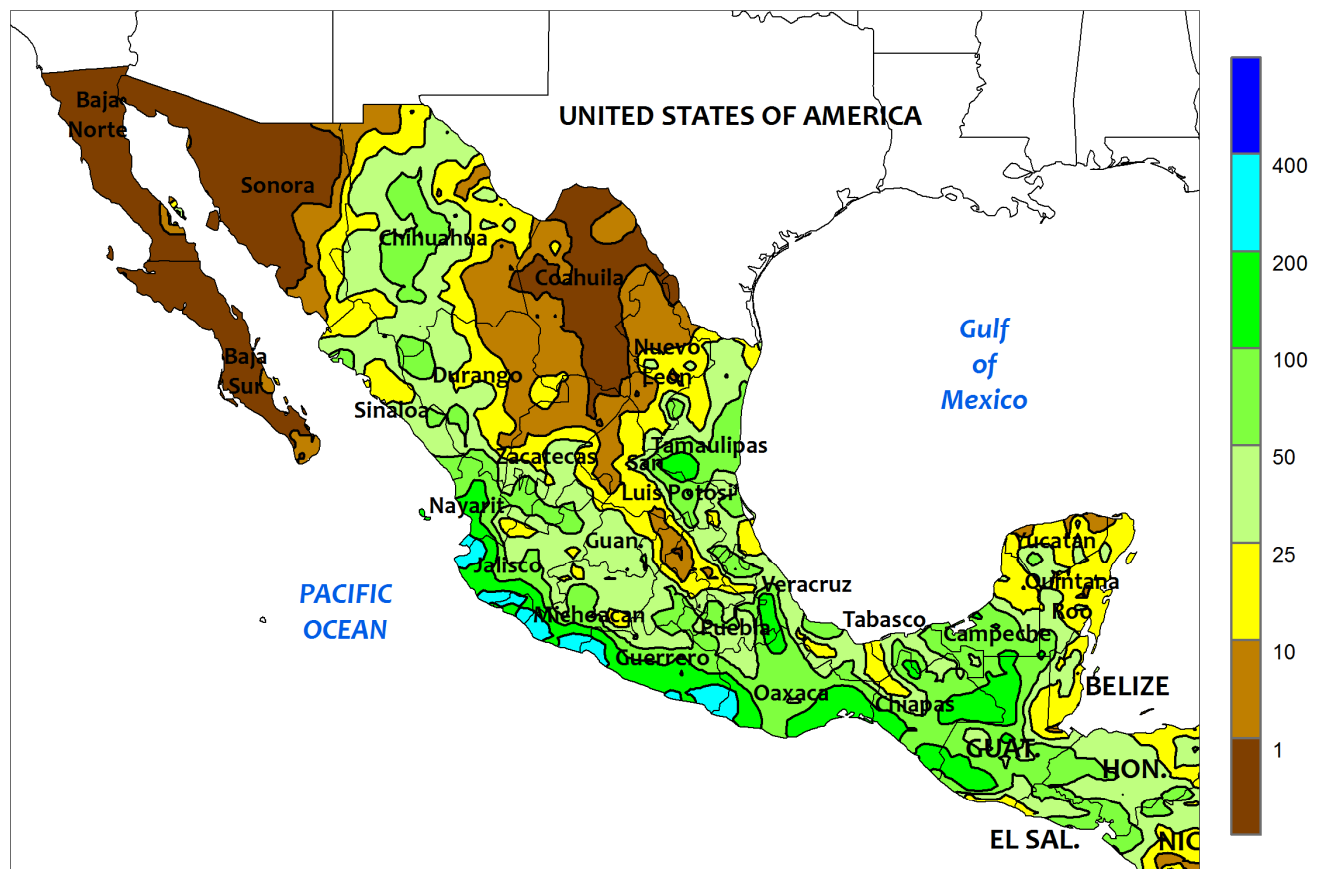 UNITED STATES OF AMERICA
Baja
Norte
Sonora
Chihuahua
Coahuila
Nuevo
Leon
Baja
Sur
Durango
Sinaloa
Gulf
of
Mexico
Zacatecas
Tamaulipas
San
Luis Potosi
Nayarit
Guan.
Jalisco
Yucatan
Quintana
Roo
PACIFIC
OCEAN
Michoacan
Puebla
Veracruz
Tabasco
Campeche
Guerrero
Oaxaca
Chiapas
BELIZE
GUAT.
HON.
EL SAL.
NIC
400
200
100
50
25
10
1